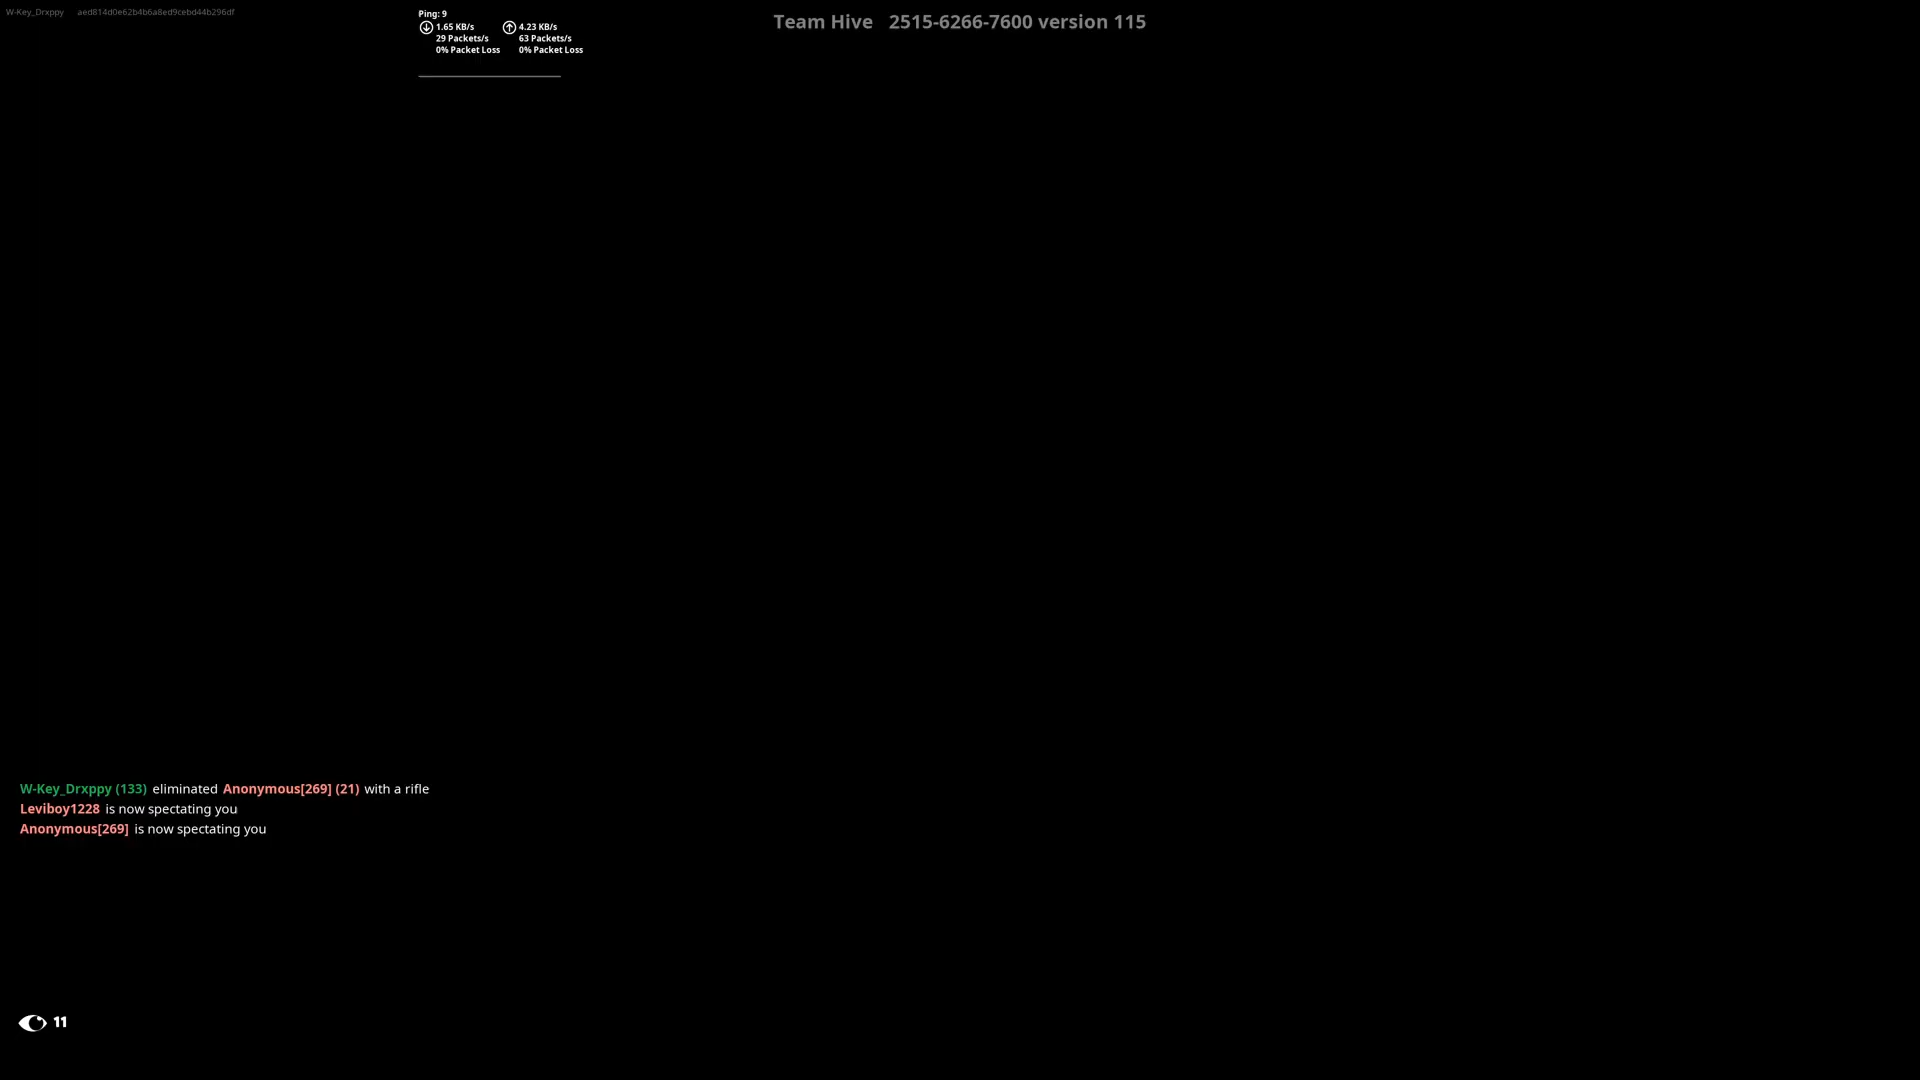 W-Key_Drxppy aed814d0e62b4b6a8ed9cebd44b296df
Ping: 9
1.65 KB/s 4.23 KB/s
29 Packets/s 63 Packets/s
0% Packet Loss 0% Packet Loss
Team Hive 2515-6266-7600 version 115
W-Key_Drxppy (133) eliminated Anonymous[269] (21) with a rifle
Leviboy1228 is now spectating you
Anonymous[269] is now spectating you
11